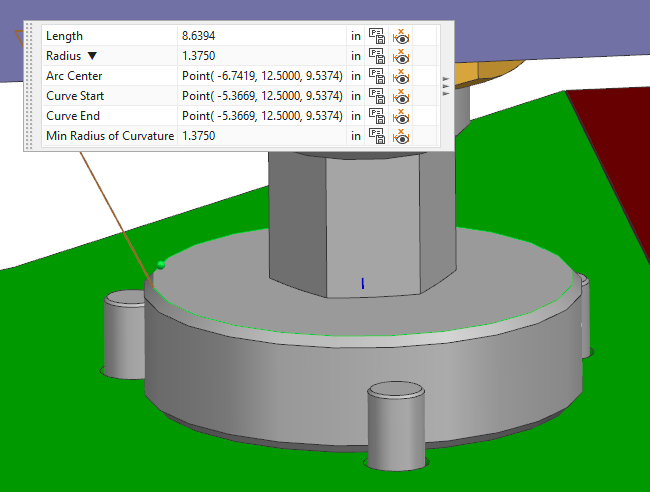 Length 8.6394 in
Radius ▼ 1.3750 in
Arc Center Point( -6.7419, 12.5000, 9.5374) in
Curve Start Point( -5.3669, 12.5000, 9.5374) in
Curve End Point( -5.3669, 12.5000, 9.5374) in
Min Radius of Curvature 1.3750 in